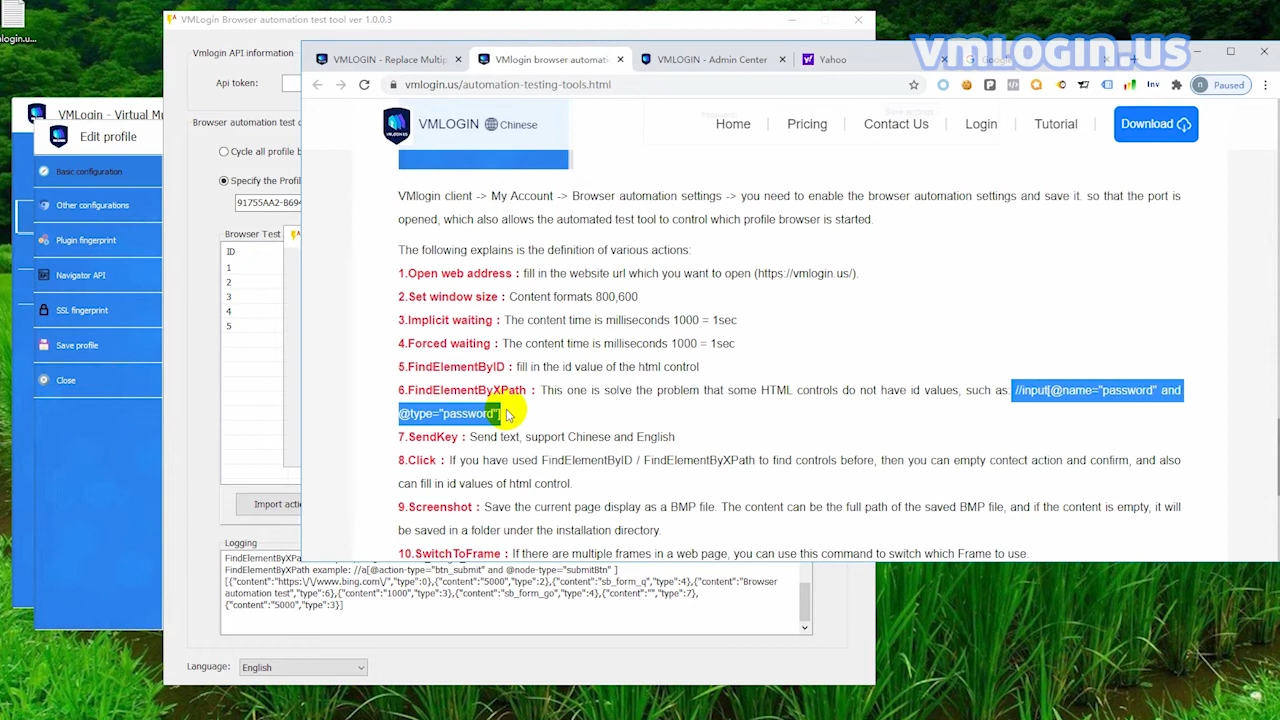 nlogin.u...
VMLogin Browser automation test tool ver 1.0.0.3
VMLOGIN.US
Vmlogin API information
Api token:
VMLogin - Virtual Mu
Edit profile
Basic configuration
Other configurations
Plugin fingerprint
Navigator API
SSL fingerprint
Save profile
Close
Browser automation test c
Cycle all profile b
Specify the Profil
91755AA2-B694
Browser Test
ID
1
2
3
4
5
Import actio
VMLOGIN - Replace Multip
VMlogin browser automati
VMLOGIN - Admin Center
Yahoo
vmlogin.us/automation-testing-tools.html
Inv
Paused
VMLOGIN
Chinese
Home
Pricing
Contact Us
Login
Tutorial
Download
VMlogin client -> My Account -> Browser automation settings -> you need to enable the browser automation settings and save it. so that the port is
opened, which also allows the automated test tool to control which profile browser is started.
The following explains is the definition of various actions:
1.Open web address : fill in the website url which you want to open (https://vmlogin.us/).
2.Set window size : Content formats 800,600
3.Implicit waiting : The content time is milliseconds 1000 = 1sec
4.Forced waiting : The content time is milliseconds 1000 = 1sec
5.FindElementByID : fill in the id value of the html control
6.FindElementByXPath : This one is solve the problem that some HTML controls do not have id values, such as. //input[@name="password" and
@type="password"]
7.SendKey : Send text, support Chinese and English
8.Click : If you have used FindElementByID / FindElementByXPath to find controls before, then you can empty contect action and confirm, and also
can fill in id values of html control.
9.Screenshot : Save the current page display as a BMP file. The content can be the full path of the saved BMP file, and if the content is empty, it will
be saved in a folder under the installation directory.
10.SwitchToFrame : If there are multiple frames in a web page, you can use this command to switch which Frame to use.
Logging
FindElementByXPath example: //a[@action-type="btn_submit" and @node-type="submitBtn" ]
[{"content":"https:\/\/www.bing.com\/","type":0},{"content":"5000","type":2},{"content":"sb_form_q","type":4},{"content":"Browser
automation test","type":6},{"content":"1000","type":3},{"content":"sb_form_go","type":4},{"content":"","type":7},
{"content":"5000","type":3}]
Language:
English